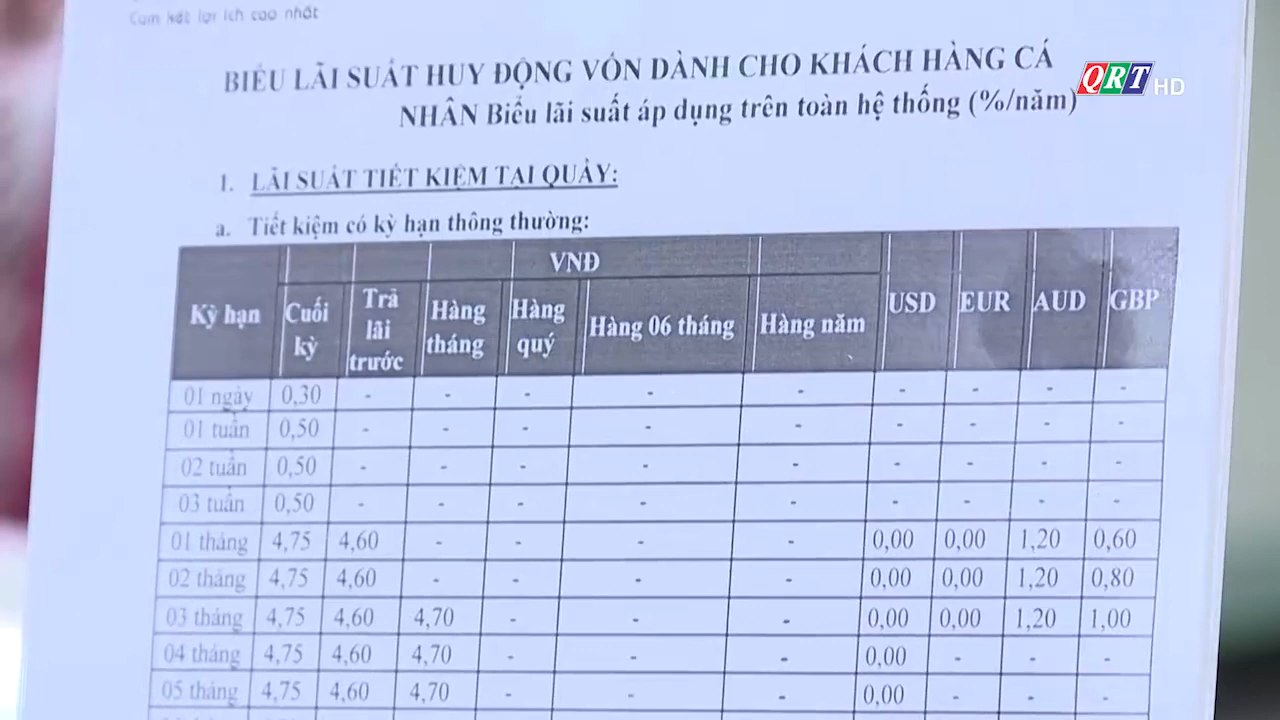 Cam kết lợi ích cao nhất
QRT HD
BIỂU LÃI SUẤT HUY ĐỘNG VỐN DÀNH CHO KHÁCH HÀNG CÁ
NHÂN Biểu lãi suất áp dụng trên toàn hệ thống (%/năm)
1. LÃI SUẤT TIẾT KIỆM TẠI QUẦY:
a. Tiết kiệm có kỳ hạn thông thường:
Kỳ hạn VNĐ USD EUR AUD GBP
Cuối kỳ Trả lãi trước Hàng tháng Hàng quý Hàng 06 tháng Hàng năm
01 ngày 0,30 - - - - - - - - -
01 tuần 0,50 - - - - - - - - -
02 tuần 0,50 - - - - - - - - -
03 tuần 0,50 - - - - - - - - -
01 tháng 4,75 4,60 - - - - 0,00 0,00 1,20 0,60
02 tháng 4,75 4,60 - - - - 0,00 0,00 1,20 0,80
03 tháng 4,75 4,60 4,70 - - - 0,00 0,00 1,20 1,00
04 tháng 4,75 4,60 4,70 - - - 0,00 - - -
05 tháng 4,75 4,60 4,70 - - - 0,00 - - -